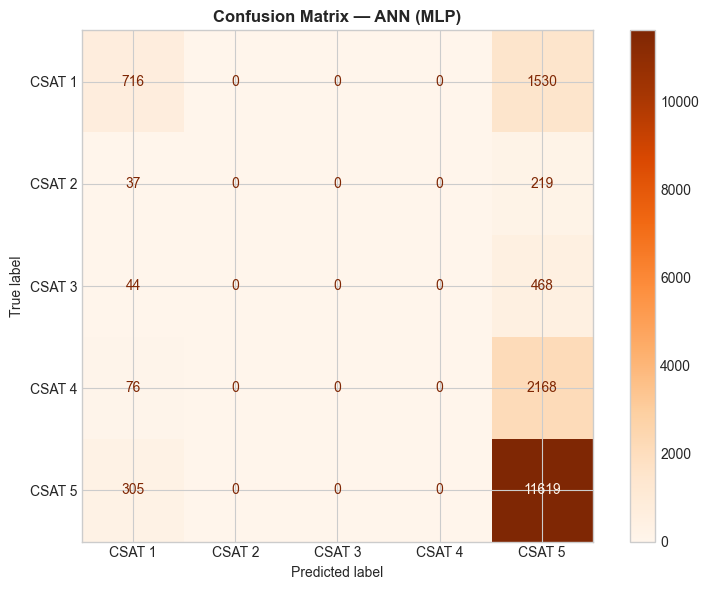 Confusion Matrix — ANN (MLP)
True label
CSAT 1 716 0 0 0 1530
CSAT 2 37 0 0 0 219
CSAT 3 44 0 0 0 468
CSAT 4 76 0 0 0 2168
CSAT 5 305 0 0 0 11619
CSAT 1 CSAT 2 CSAT 3 CSAT 4 CSAT 5
Predicted label
10000
8000
6000
4000
2000
0